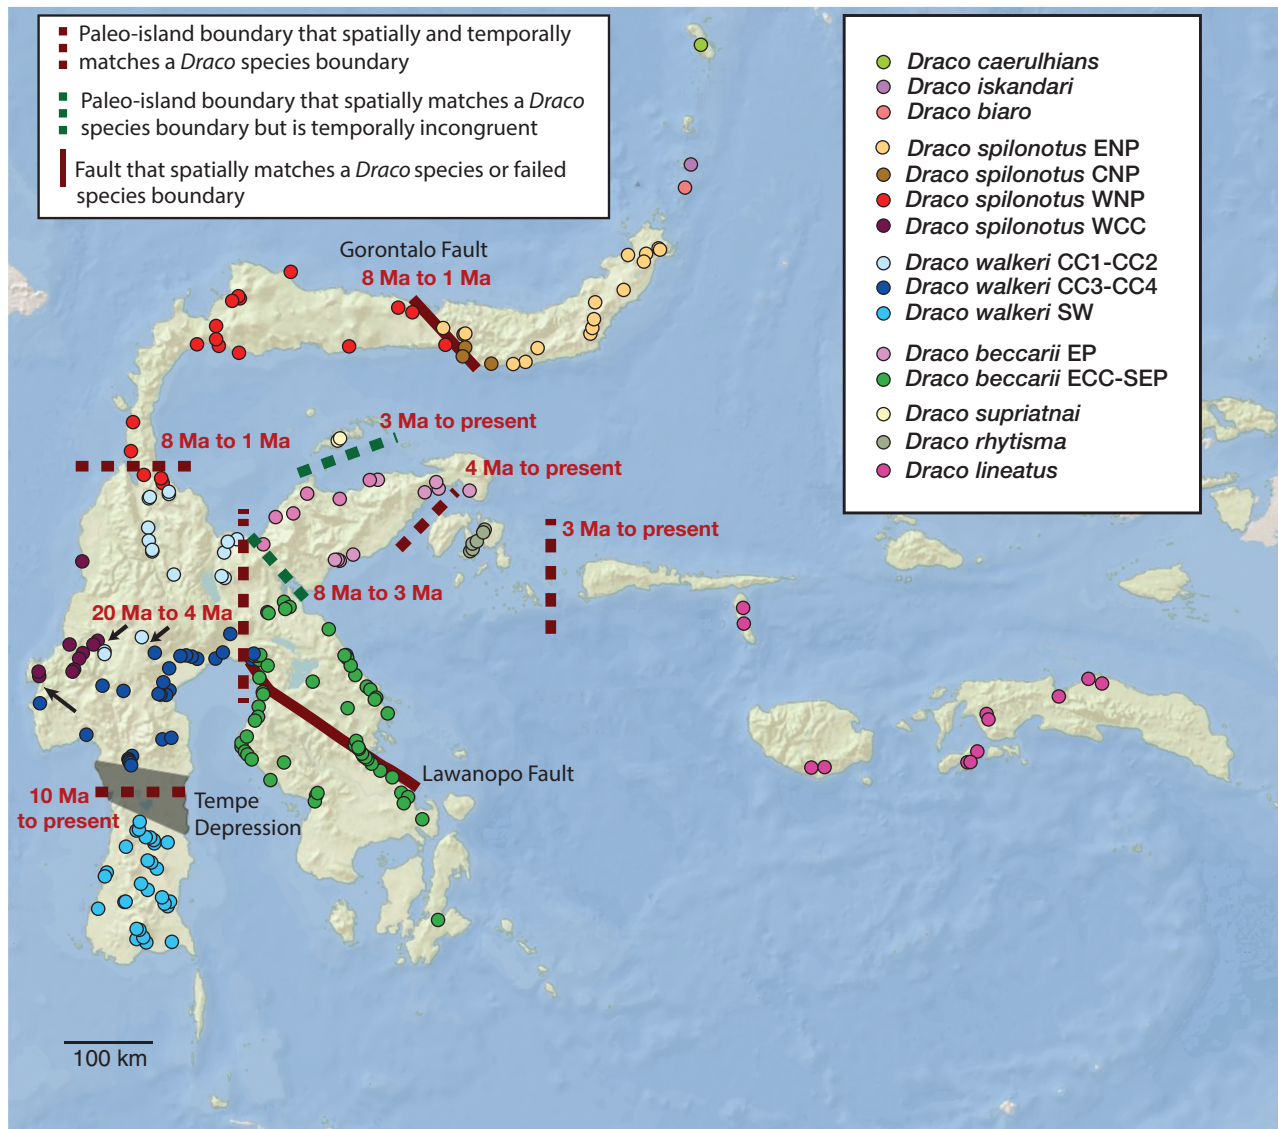 Paleo-island boundary that spatially and temporally
matches a Draco species boundary
Paleo-island boundary that spatially matches a Draco
species boundary but is temporally incongruent
Fault that spatially matches a Draco species or failed
species boundary
Draco caerulhians
Draco iskandari
Draco biaro
Draco spilonotus ENP
Draco spilonotus CNP
Draco spilonotus WNP
Draco spilonotus WCC
Draco walkeri CC1-CC2
Draco walkeri CC3-CC4
Draco walkeri SW
Draco beccarii EP
Draco beccarii ECC-SEP
Draco supriatnai
Draco rhytisma
Draco lineatus
Gorontalo Fault
8 Ma to 1 Ma
3 Ma to present
8 Ma to 1 Ma
4 Ma to present
3 Ma to present
8 Ma to 3 Ma
20 Ma to 4 Ma
Lawanopo Fault
10 Ma
to present
Tempe
Depression
100 km